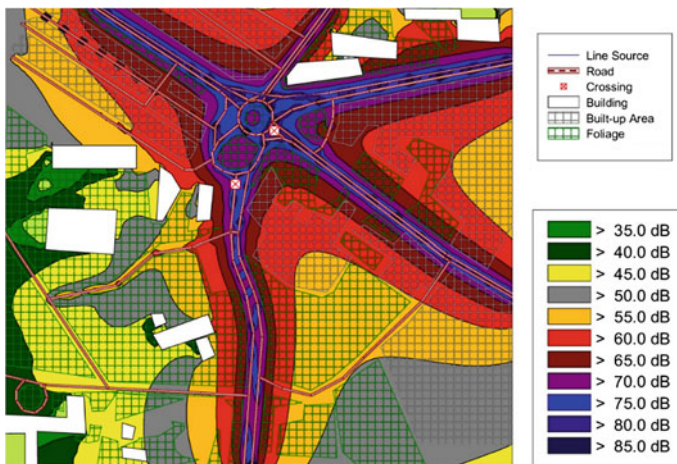 Line Source
Road
Crossing
Building
Built-up Area
Foliage
> 35.0 dB
> 40.0 dB
> 45.0 dB
> 50.0 dB
> 55.0 dB
> 60.0 dB
> 65.0 dB
> 70.0 dB
> 75.0 dB
> 80.0 dB
> 85.0 dB